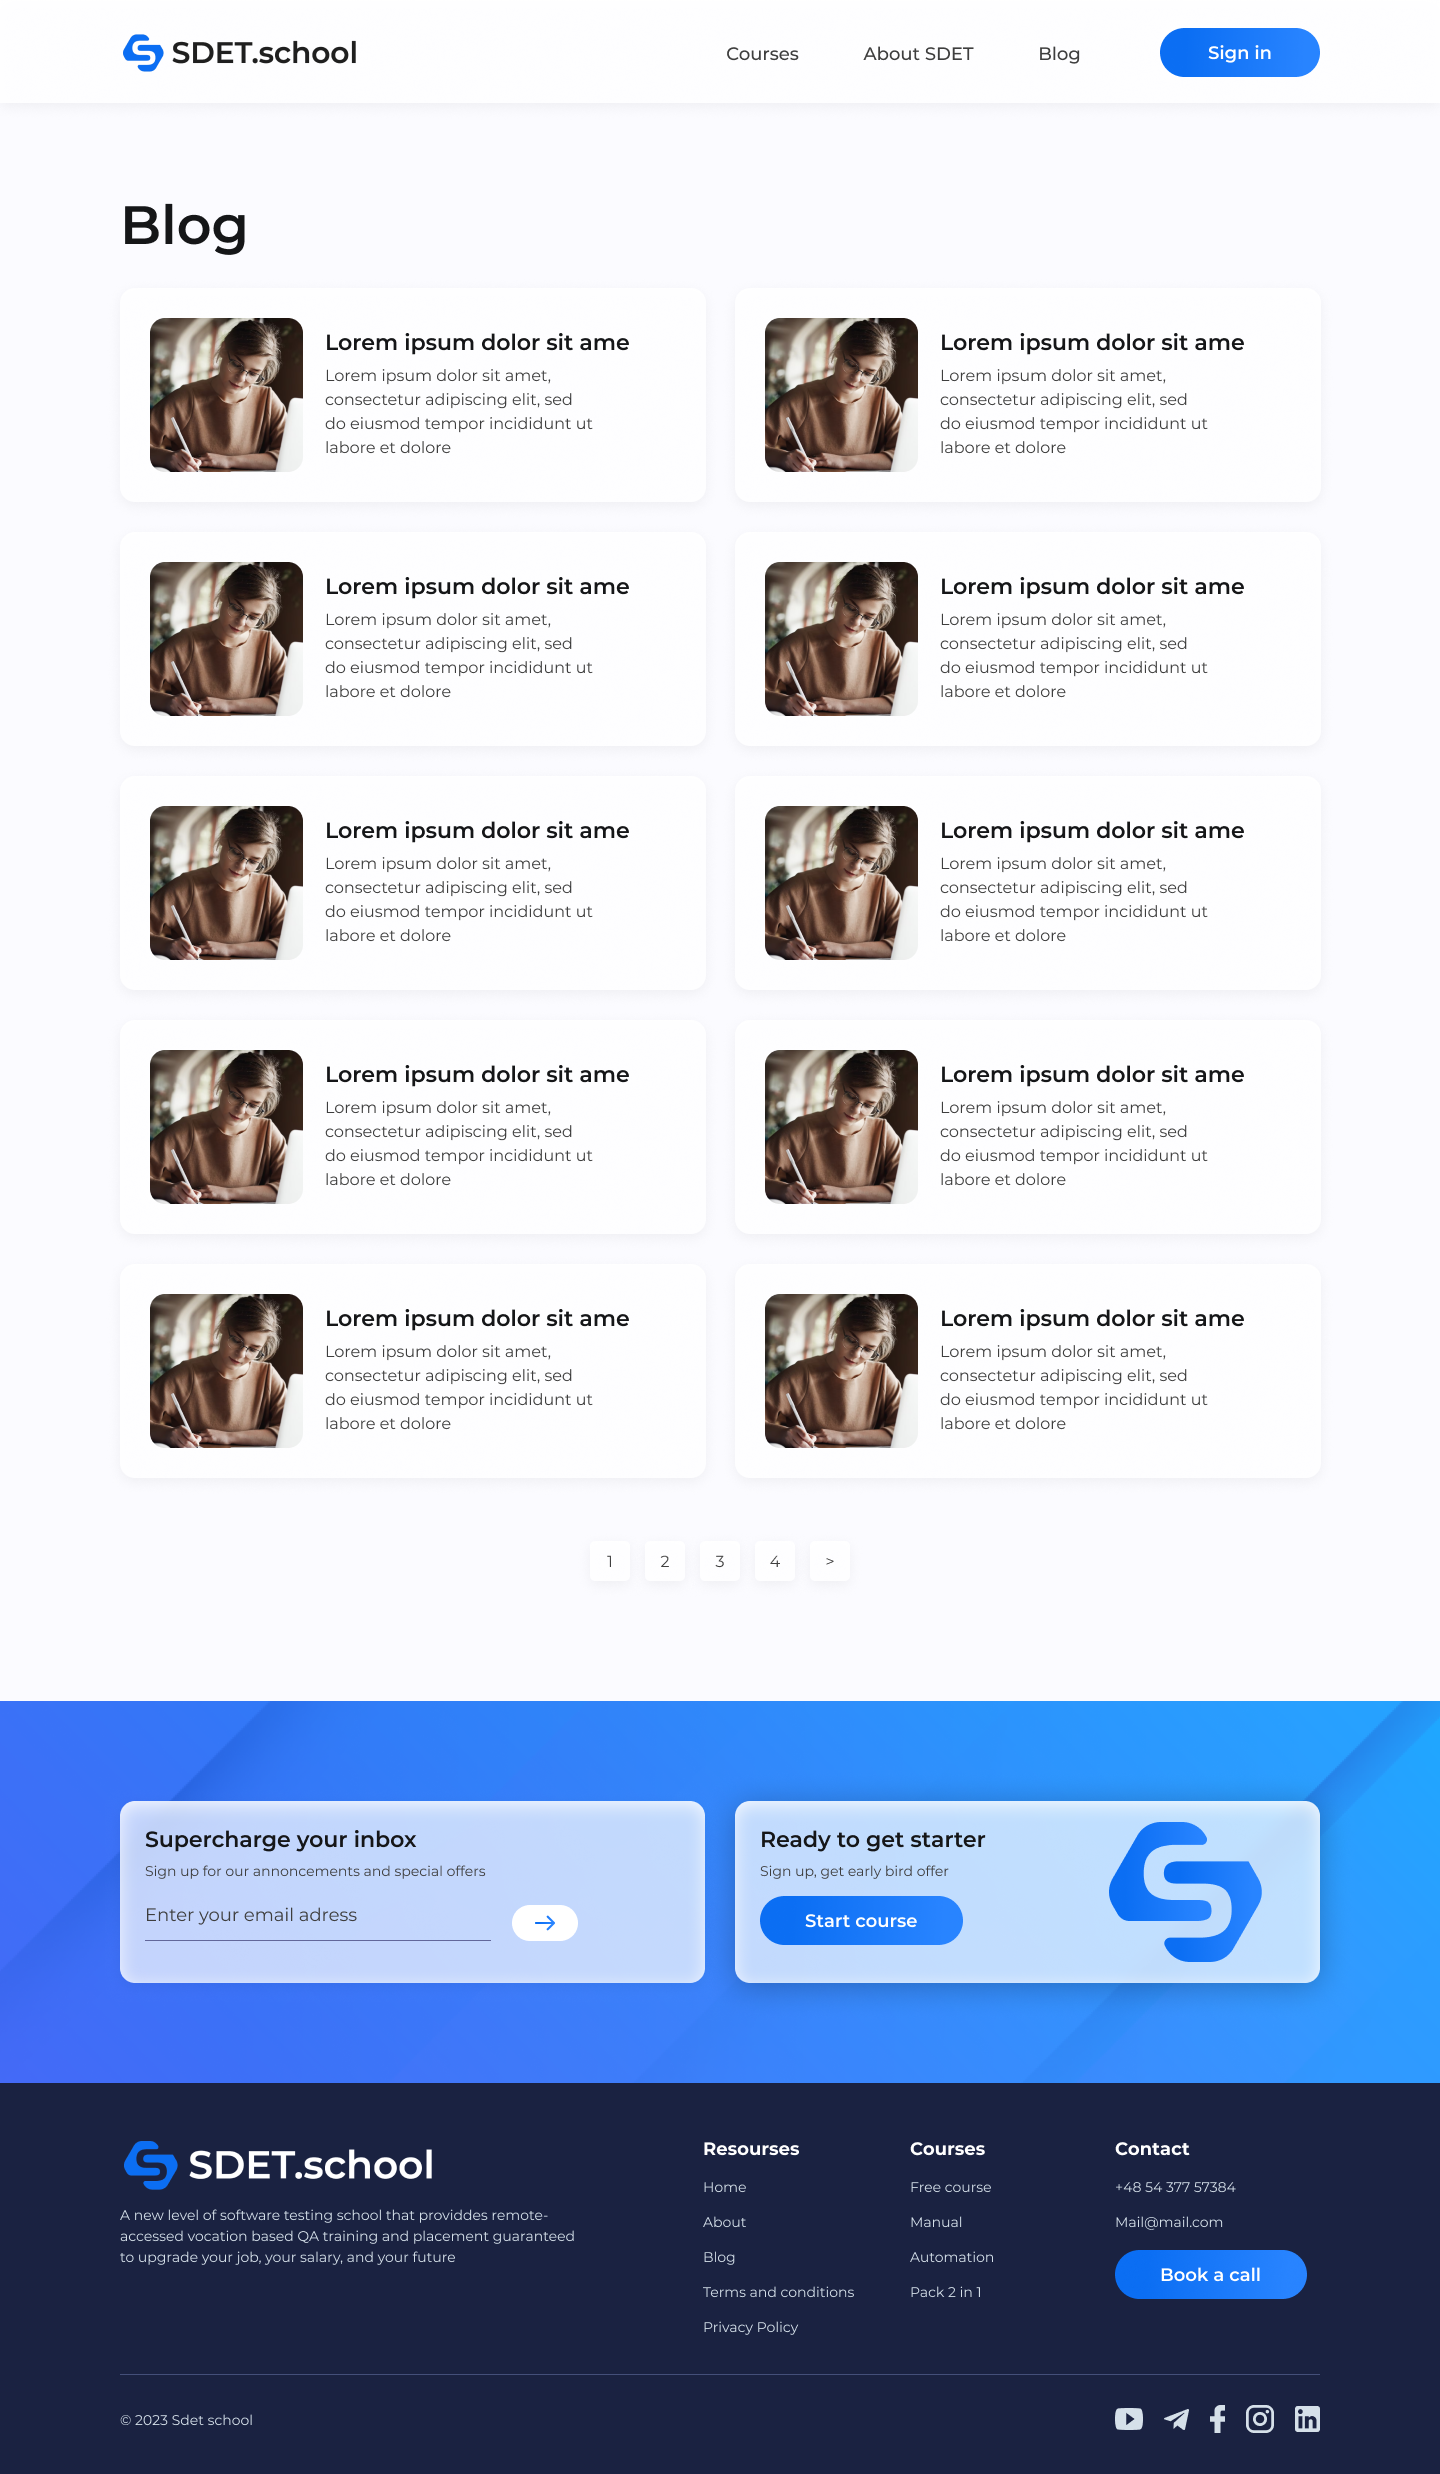 SDET.school
Courses
About SDET
Blog
Sign in
Blog
Lorem ipsum dolor sit ame
Lorem ipsum dolor sit amet,
consectetur adipiscing elit, sed
do eiusmod tempor incididunt ut
labore et dolore
Lorem ipsum dolor sit ame
Lorem ipsum dolor sit amet,
consectetur adipiscing elit, sed
do eiusmod tempor incididunt ut
labore et dolore
Lorem ipsum dolor sit ame
Lorem ipsum dolor sit amet,
consectetur adipiscing elit, sed
do eiusmod tempor incididunt ut
labore et dolore
Lorem ipsum dolor sit ame
Lorem ipsum dolor sit amet,
consectetur adipiscing elit, sed
do eiusmod tempor incididunt ut
labore et dolore
Lorem ipsum dolor sit ame
Lorem ipsum dolor sit amet,
consectetur adipiscing elit, sed
do eiusmod tempor incididunt ut
labore et dolore
Lorem ipsum dolor sit ame
Lorem ipsum dolor sit amet,
consectetur adipiscing elit, sed
do eiusmod tempor incididunt ut
labore et dolore
Lorem ipsum dolor sit ame
Lorem ipsum dolor sit amet,
consectetur adipiscing elit, sed
do eiusmod tempor incididunt ut
labore et dolore
Lorem ipsum dolor sit ame
Lorem ipsum dolor sit amet,
consectetur adipiscing elit, sed
do eiusmod tempor incididunt ut
labore et dolore
Lorem ipsum dolor sit ame
Lorem ipsum dolor sit amet,
consectetur adipiscing elit, sed
do eiusmod tempor incididunt ut
labore et dolore
Lorem ipsum dolor sit ame
Lorem ipsum dolor sit amet,
consectetur adipiscing elit, sed
do eiusmod tempor incididunt ut
labore et dolore
1
2
3
4
>
Supercharge your inbox
Sign up for our annoncements and special offers
Enter your email adress
Ready to get starter
Sign up, get early bird offer
Start course
SDET.school
A new level of software testing school that providdes remote-
accessed vocation based QA training and placement guaranteed
to upgrade your job, your salary, and your future
Resourses
Home
About
Blog
Terms and conditions
Privacy Policy
Courses
Free course
Manual
Automation
Pack 2 in 1
Contact
+48 54 377 57384
Mail@mail.com
Book a call
© 2023 Sdet school